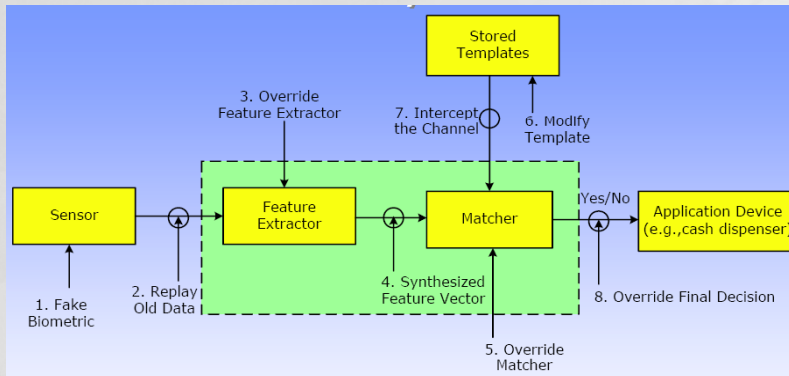 Stored
Templates
3. Override
Feature Extractor
7. Intercept
the Channel
6. Modify
Template
Sensor
Feature
Extractor
Matcher
Yes/No
Application Device
(e.g.,cash dispenser)
1. Fake
Biometric
2. Replay
Old Data
4. Synthesized
Feature Vector
8. Override Final Decision
5. Override
Matcher